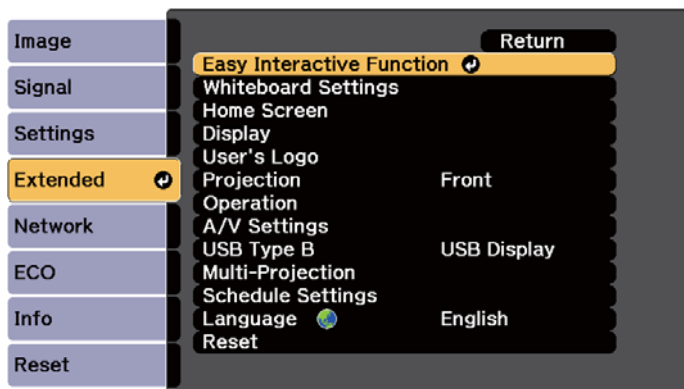 Image
Signal
Settings
Extended
Network
ECO
Info
Reset
Return
Easy Interactive Function
Whiteboard Settings
Home Screen
Display
User's Logo
Projection Front
Operation
A/V Settings
USB Type B USB Display
Multi-Projection
Schedule Settings
Language English
Reset